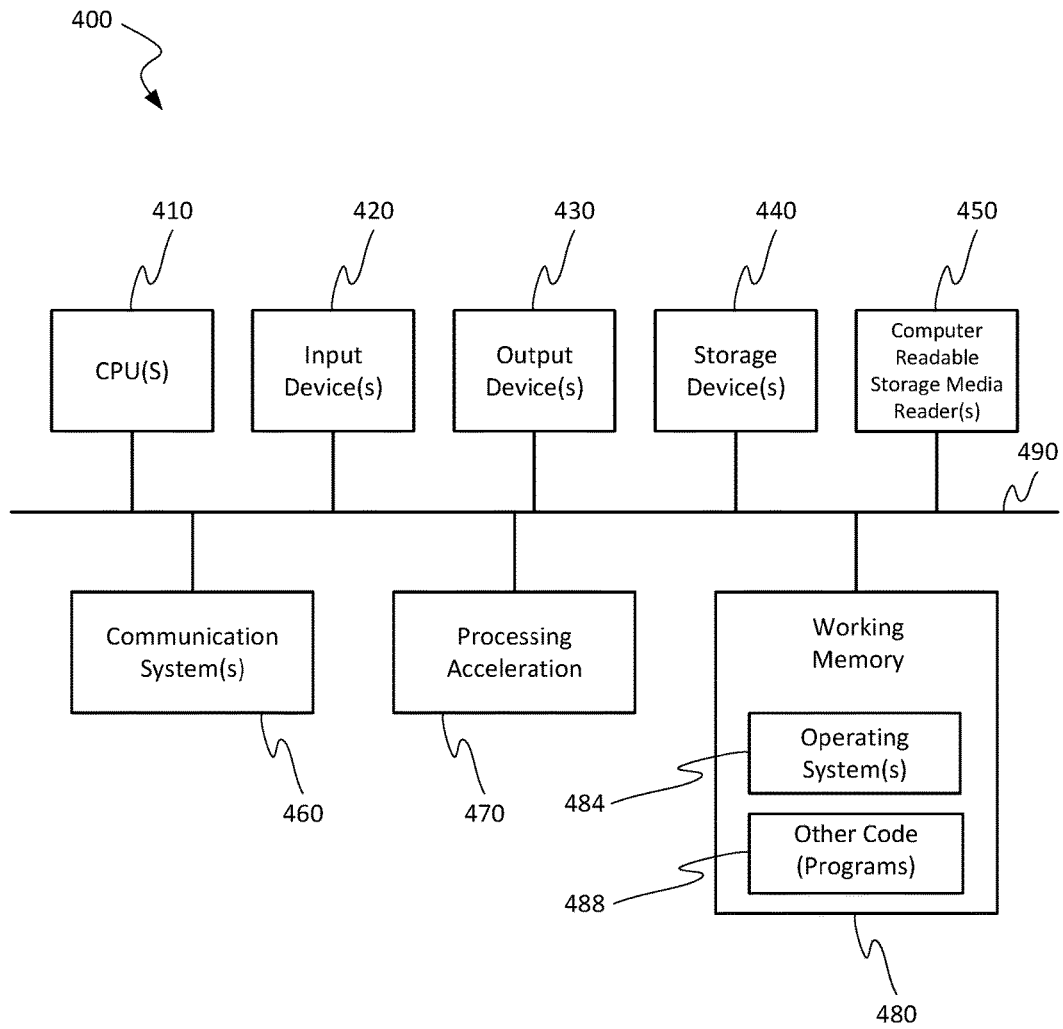 400
410
420
430
440
450
CPU(S)
Input
Device(s)
Output
Device(s)
Storage
Device(s)
Computer
Readable
Storage Media
Reader(s)
490
Communication
System(s)
Processing
Acceleration
Working
Memory
Operating
System(s)
Other Code
(Programs)
460
470
484
488
480